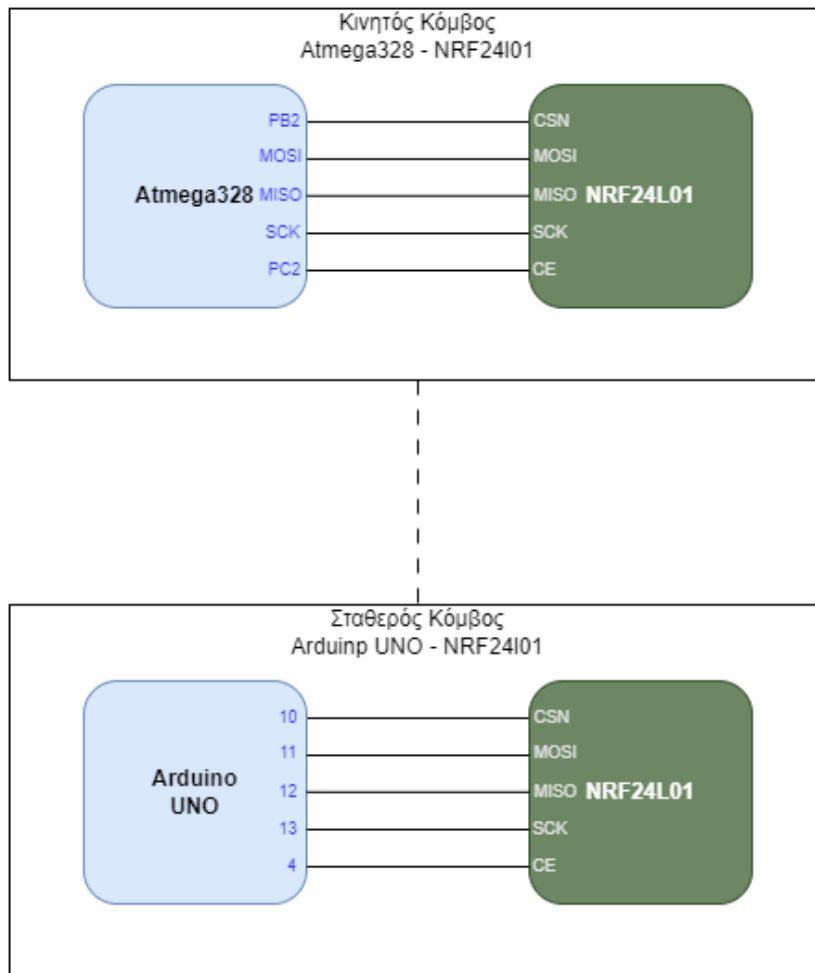 Κινητός Κόμβος
Atmega328 - NRF24l01
PB2
CSN
MOSI
MOSI
Atmega328
MISO
MISO
NRF24L01
SCK
SCK
PC2
CE
Σταθερός Κόμβος
Arduinp UNO - NRF24l01
10
CSN
11
MOSI
Arduino
UNO
12
MISO
NRF24L01
13
SCK
4
CE